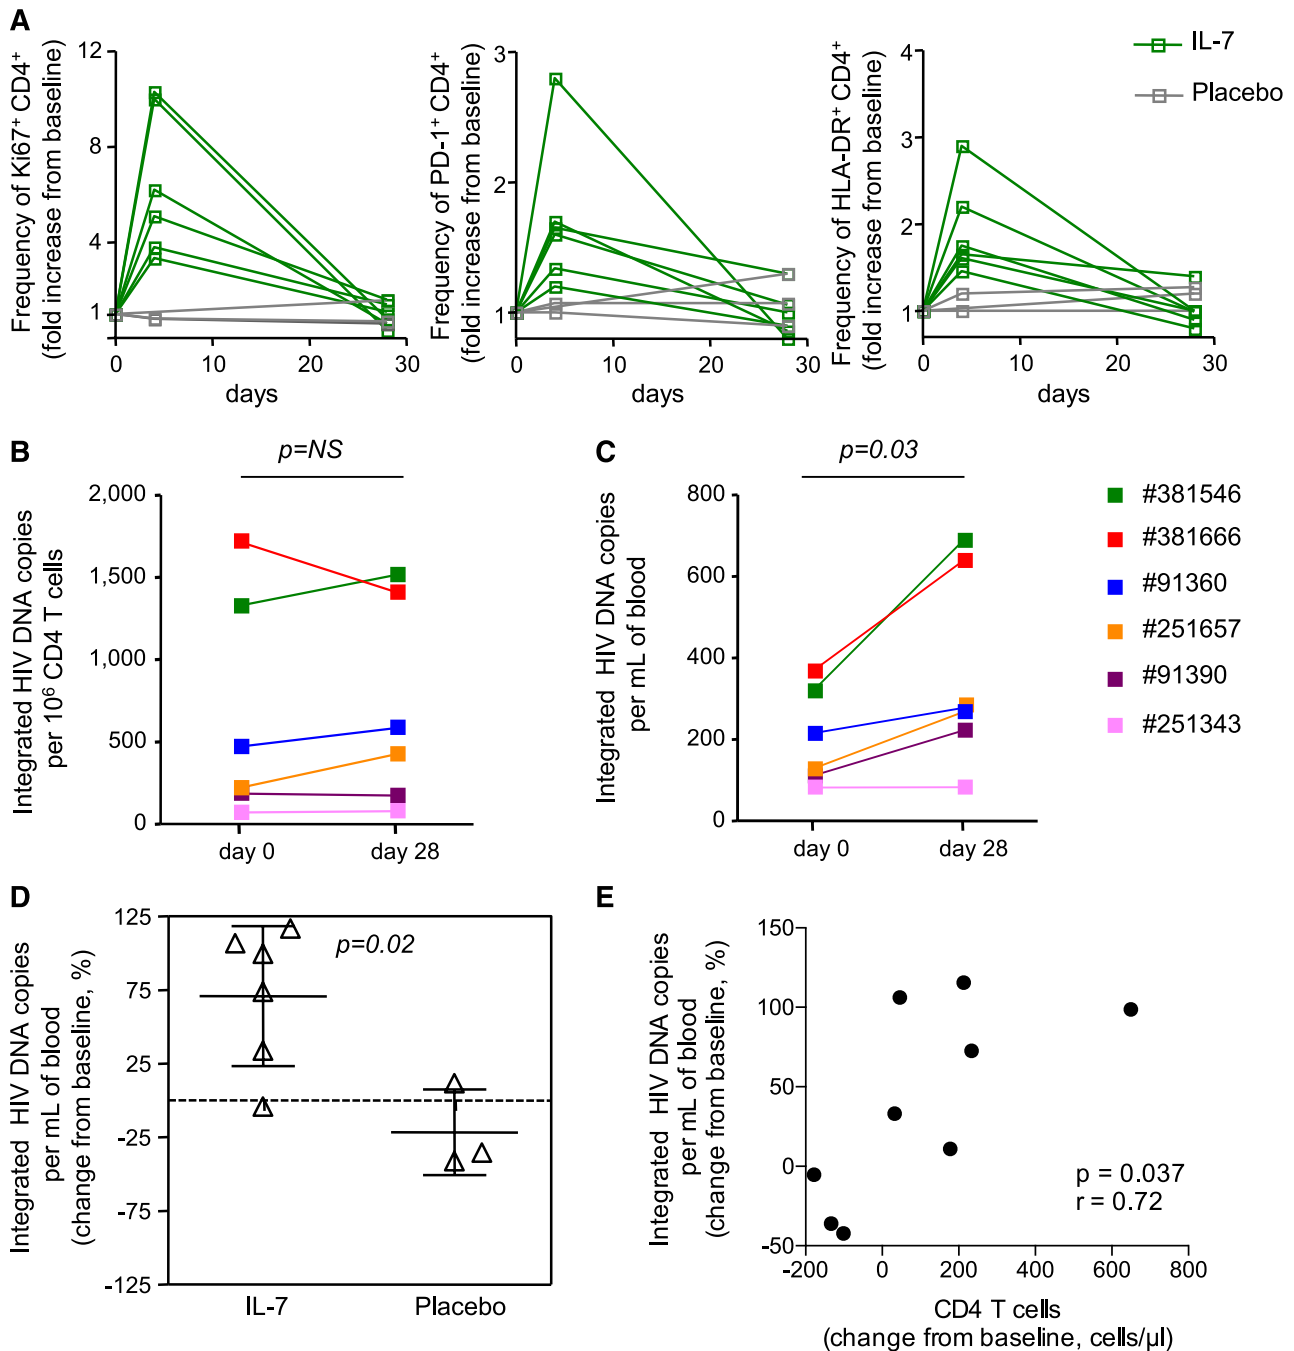 A
Frequency of Ki67⁺ CD4⁺
(fold increase from baseline)
12
8
4
1
0
10
20
30
days
Frequency of PD-1⁺ CD4⁺
(fold increase from baseline)
3
2
1
0
10
20
30
days
Frequency of HLA-DR⁺ CD4⁺
(fold increase from baseline)
4
3
2
1
0
10
20
30
days
IL-7
Placebo
B
p=NS
Integrated HIV DNA copies
per 10⁶ CD4 T cells
2,000
1,500
1,000
500
0
day 0
day 28
C
p=0.03
Integrated HIV DNA copies
per mL of blood
800
600
400
200
0
day 0
day 28
#381546
#381666
#91360
#251657
#91390
#251343
D
Integrated HIV DNA copies
per mL of blood
(change from baseline, %)
125
75
25
-25
-75
-125
p=0.02
IL-7
Placebo
E
Integrated HIV DNA copies
per mL of blood
(change from baseline, %)
150
100
50
0
-50
p = 0.037
r = 0.72
-200
0
200
400
600
800
CD4 T cells
(change from baseline, cells/µl)